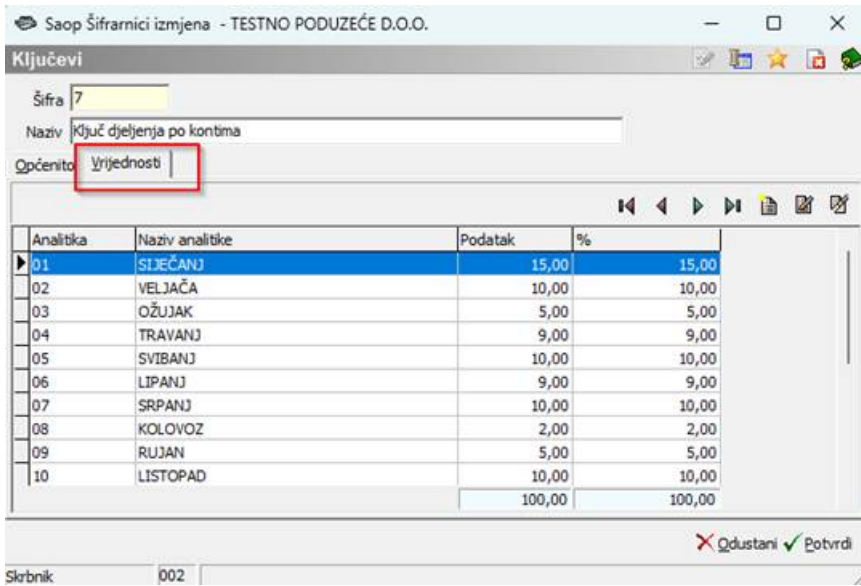 Saop Šifrarnici izmjena - TESTNO PODUZEĆE D.O.O.
Ključevi
Šifra 7
Naziv Ključ djeljenja po kontima
Općenito Vrijednosti
Analitika Naziv analitike Podatak %
01 SIJEČANJ 15,00 15,00
02 VELJAČA 10,00 10,00
03 OŽUJAK 5,00 5,00
04 TRAVANJ 9,00 9,00
05 SVIBANJ 10,00 10,00
06 LIPANJ 9,00 9,00
07 SRPANJ 10,00 10,00
08 KOLOVOZ 2,00 2,00
09 RUJAN 5,00 5,00
10 LISTOPAD 10,00 10,00
100,00 100,00
Odustani Potvrdi
Skrbnik 002